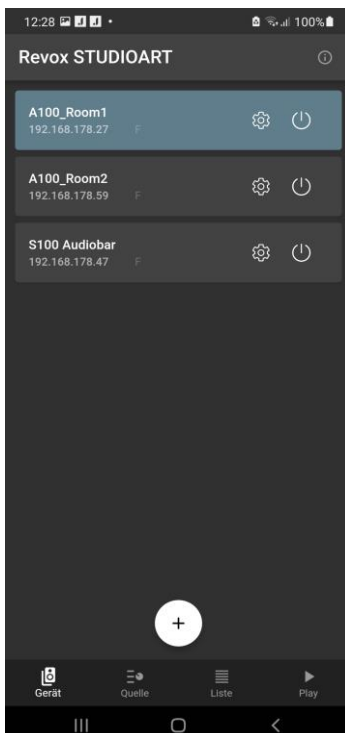 12:28 100%
Revox STUDIOART
A100_Room1
192.168.178.27 F
A100_Room2
192.168.178.59 F
S100 Audiobar
192.168.178.47 F
+
Gerät Quelle Liste Play